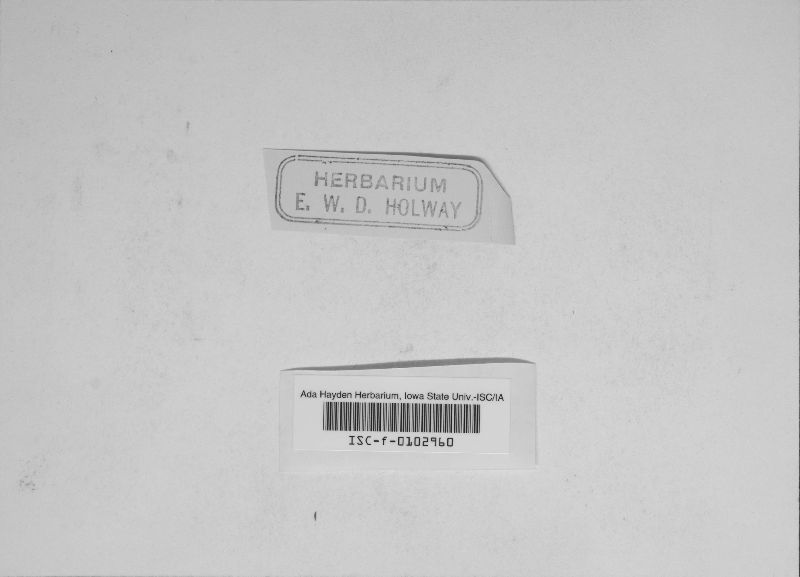 HERBARIUM
E. W. D. HOLWAY
Ada Hayden Herbarium, Iowa State Univ.-ISC/IA
ISC-f-0102960